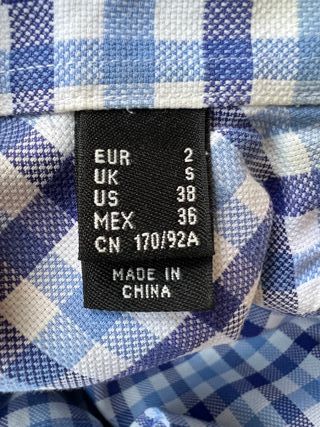 EUR 2
UK S
US 38
MEX 36
CN 170/92A
MADE IN
CHINA